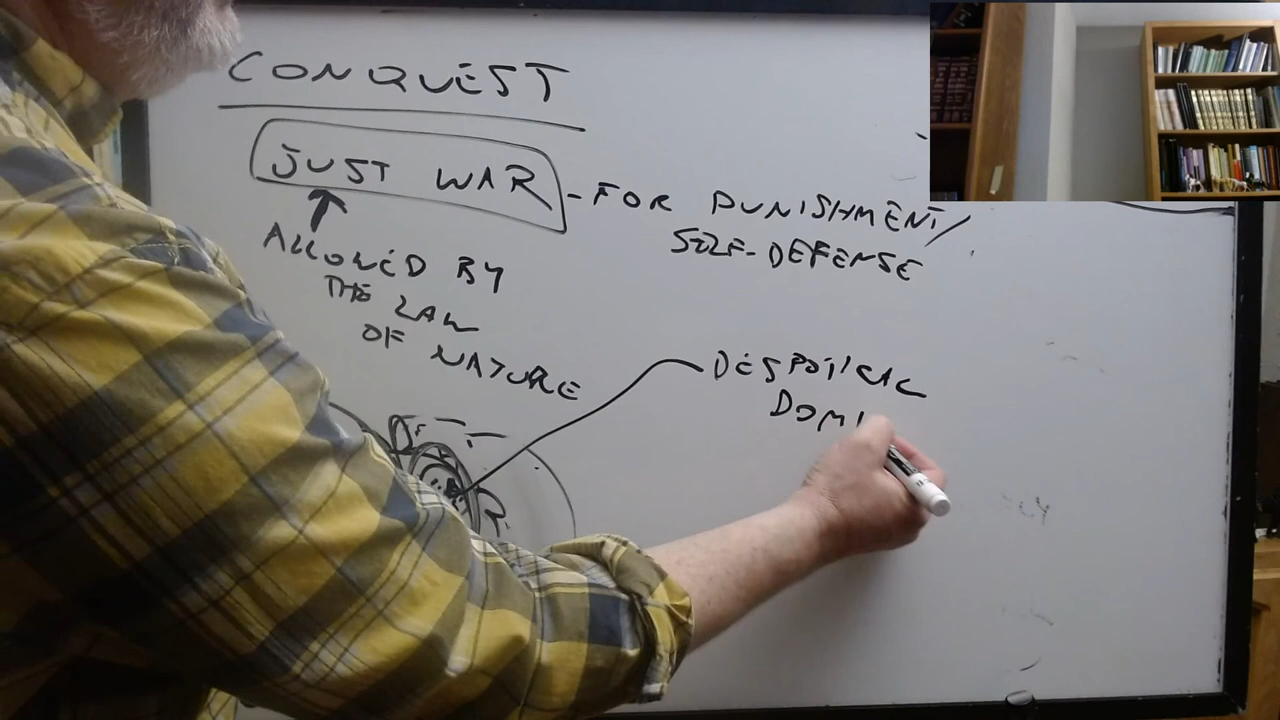 CONQUEST
JUST WAR - FOR PUNISHMENT/
SELF-DEFENSE
ALLOWED BY
THE LAW
OF NATURE
DESPOTICAL
DOMI